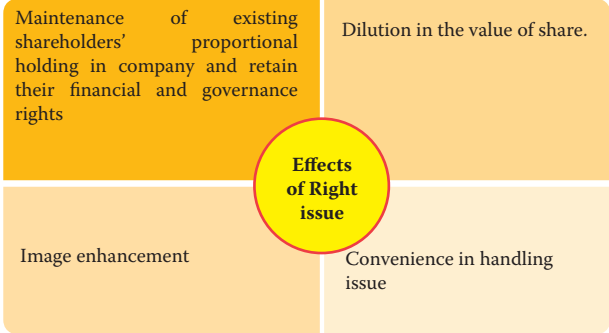 Maintenance of existing
shareholders’ proportional
holding in company and retain
their financial and governance
rights
Dilution in the value of share.
Effects
of Right
issue
Image enhancement
Convenience in handling
issue